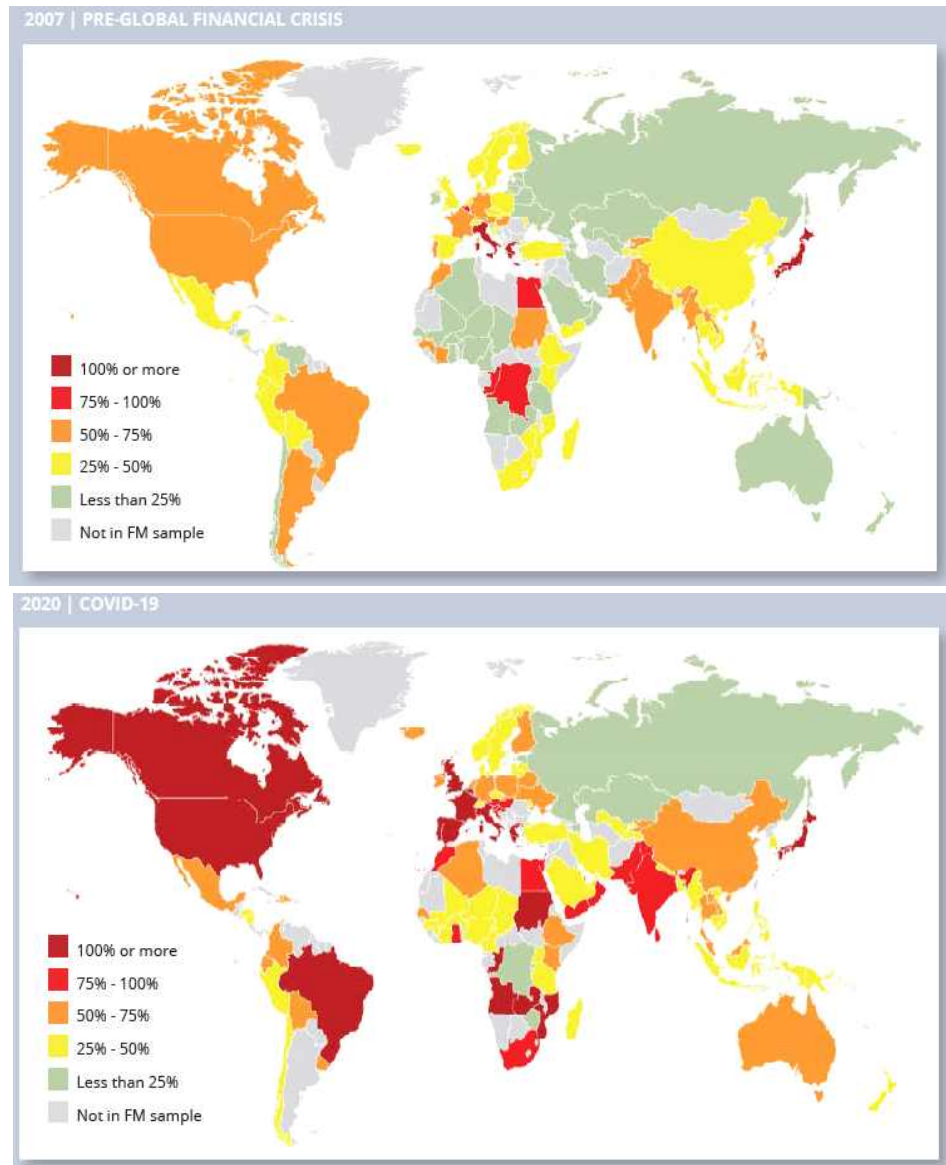 2007 | PRE-GLOBAL FINANCIAL CRISIS
100% or more
75% - 100%
50% - 75%
25% - 50%
Less than 25%
Not in FM sample
2020 | COVID-19
100% or more
75% - 100%
50% - 75%
25% - 50%
Less than 25%
Not in FM sample